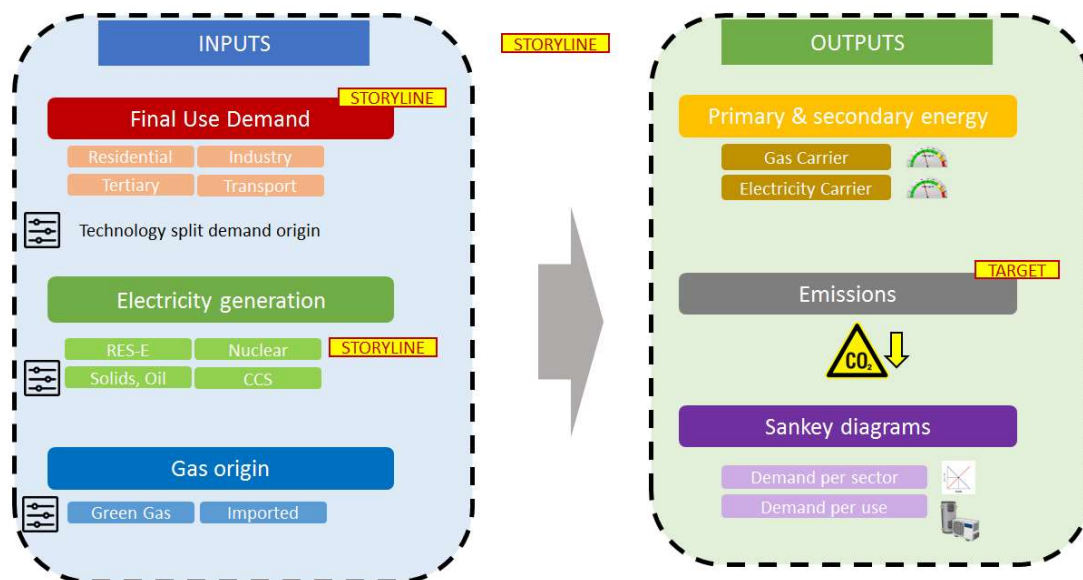 INPUTS
STORYLINE
Final Use Demand
Residential
Industry
Tertiary
Transport
Technology split demand origin
Electricity generation
RES-E
Nuclear
STORYLINE
Solids, Oil
CCS
Gas origin
Green Gas
Imported
STORYLINE
OUTPUTS
Primary & secondary energy
Gas Carrier
Electricity Carrier
TARGET
Emissions
CO₂
Sankey diagrams
Demand per sector
Demand per use